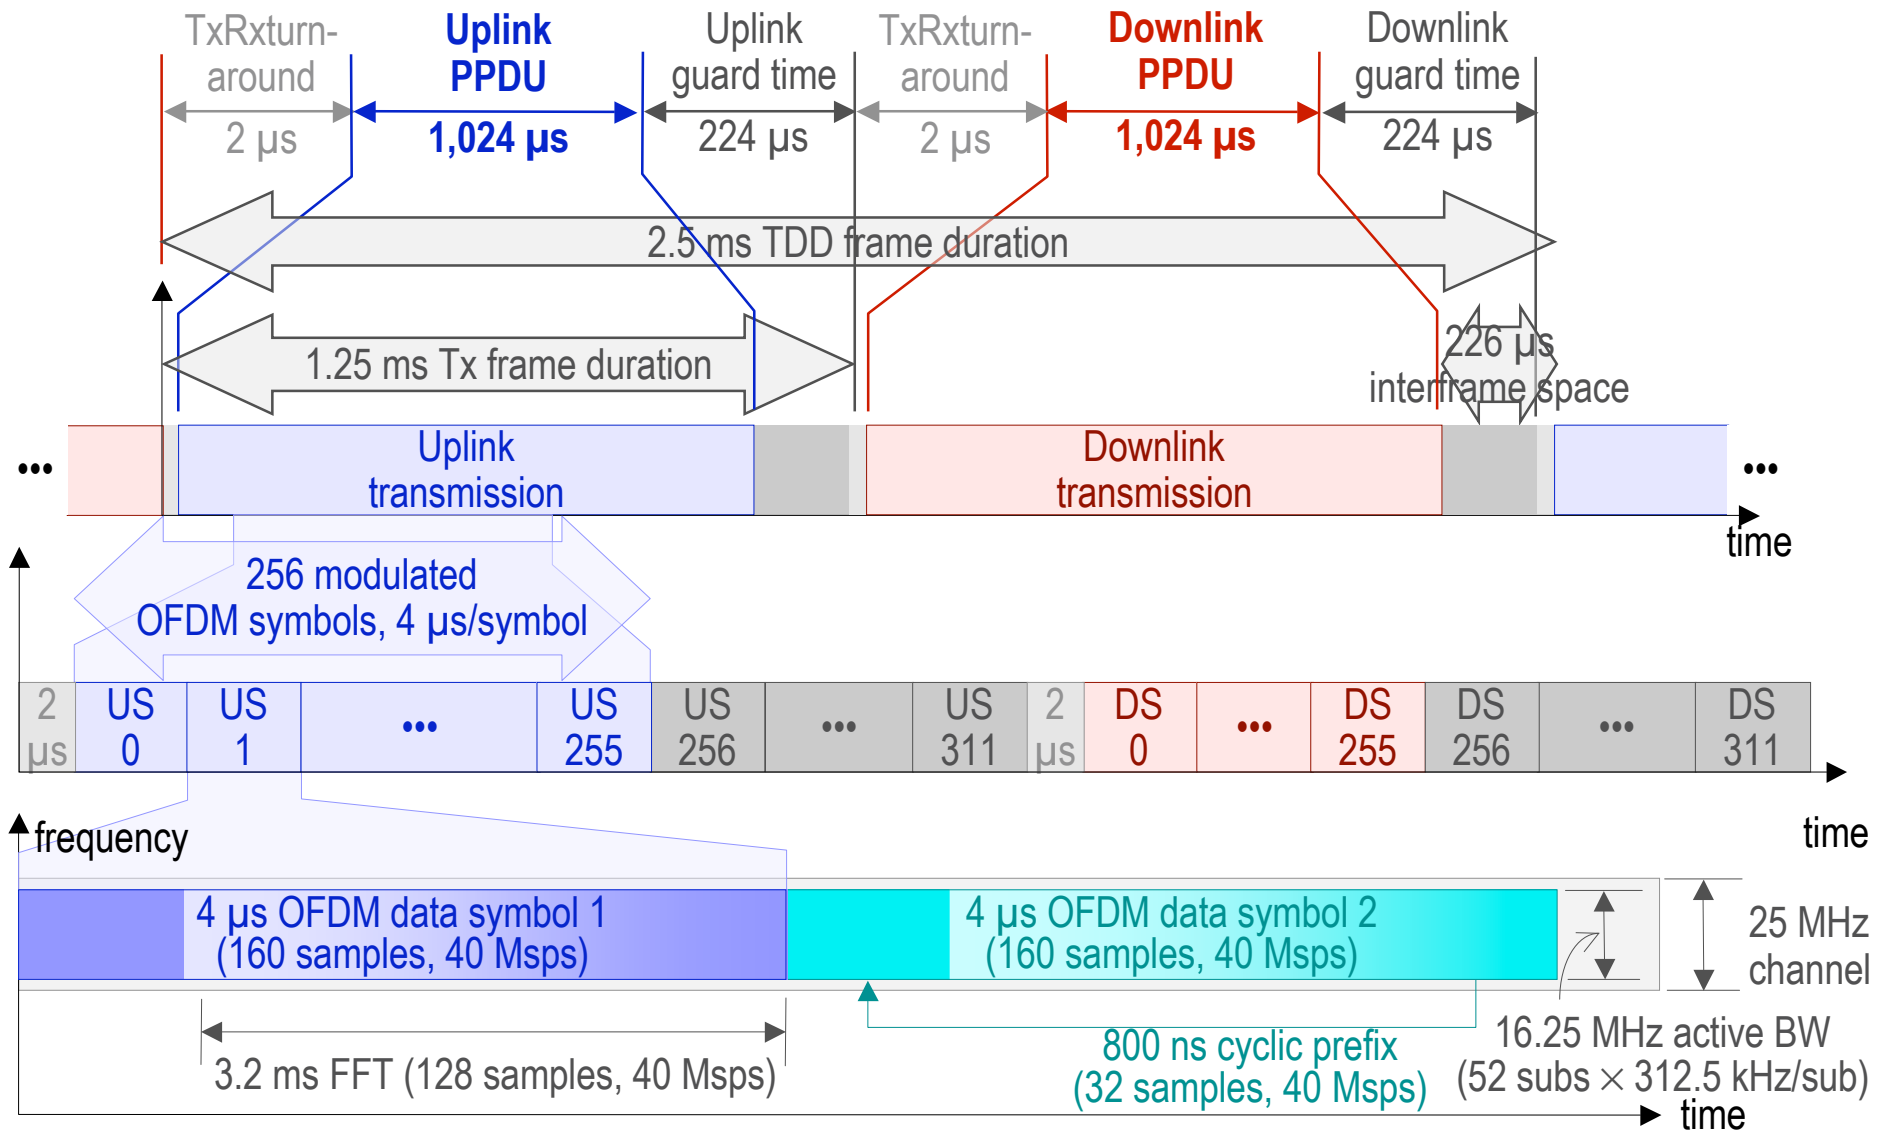 TxRxturn-
around
2 µs
Uplink
PPDU
1,024 µs
Uplink
guard time
224 µs
TxRxturn-
around
2 µs
Downlink
PPDU
1,024 µs
Downlink
guard time
224 µs
2.5 ms TDD frame duration
1.25 ms Tx frame duration
226 µs
interframe space
•••
Uplink
transmission
Downlink
transmission
•••
time
256 modulated
OFDM symbols, 4 µs/symbol
2
µs
US
0
US
1
•••
US
255
US
256
•••
US
311
2
µs
DS
0
•••
DS
255
DS
256
•••
DS
311
time
frequency
4 µs OFDM data symbol 1
(160 samples, 40 Msps)
4 µs OFDM data symbol 2
(160 samples, 40 Msps)
25 MHz
channel
3.2 ms FFT (128 samples, 40 Msps)
800 ns cyclic prefix
(32 samples, 40 Msps)
16.25 MHz active BW
(52 subs × 312.5 kHz/sub)
time